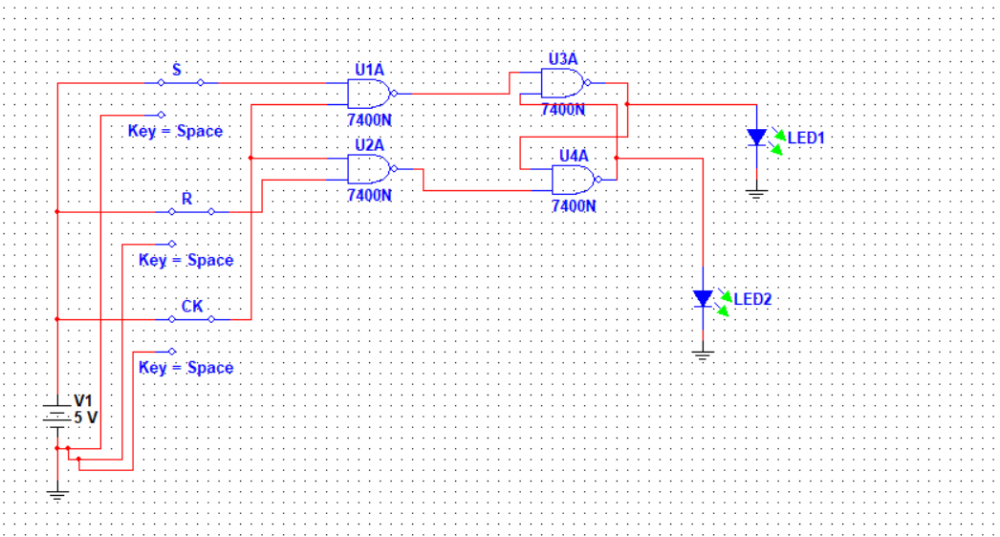 S
Key = Space
U1A
7400N
U2A
7400N
U3A
7400N
U4A
7400N
LED1
R
Key = Space
CK
Key = Space
LED2
V1
5 V